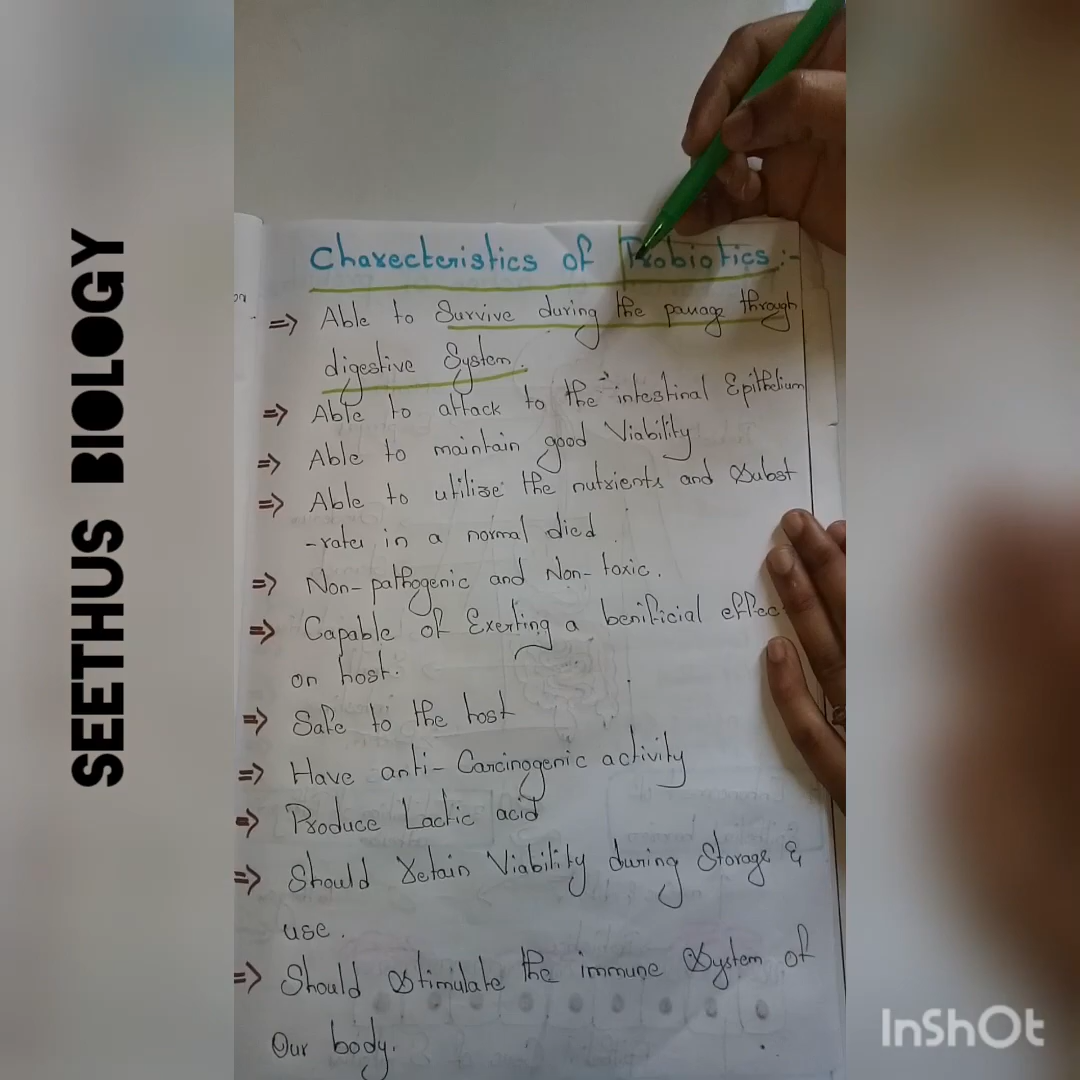 SEETHUS BIOLOGY
Charecteristics of Probiotics:-
=> Able to Survive during the passage through
digestive System.
=> Able to attack to the intestinal Epithelium
=> Able to maintain good Viability
=> Able to utilize the nutrients and Subst
-rates in a normal died.
=> Non-pathogenic and Non-toxic.
=> Capable of Exerting a benificial effec
on host.
=> Safe to the host
=> Have anti-Carcinogenic activity
=> Produce Lactic acid
=> Should retain Viability during Storage &
use.
=> Should Stimulate the immune System of
Our body.
InShOt